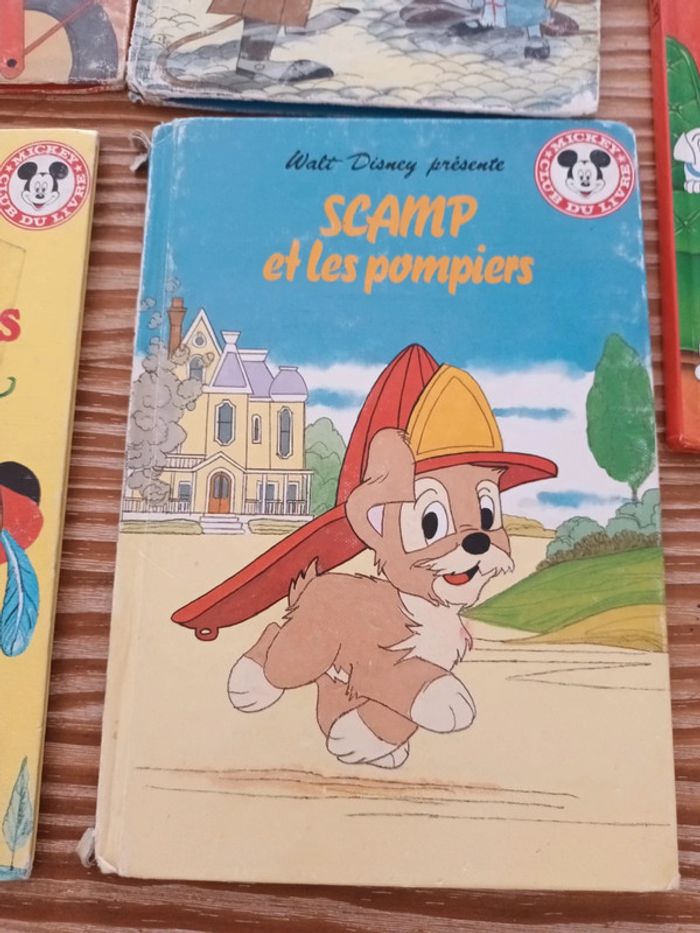 MICKEY
CLUB DU LIVRE
s
Walt Disney présente
MICKEY
CLUB DU LIVRE
SCAMP
et les pompiers